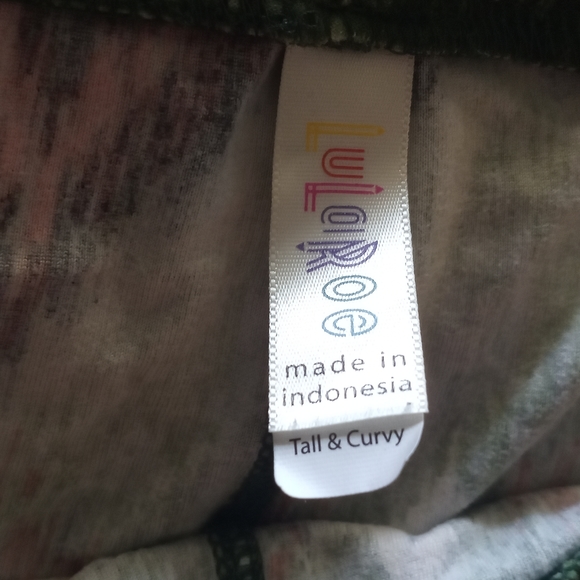 LuLaRoe
made in
indonesia
Tall & Curvy